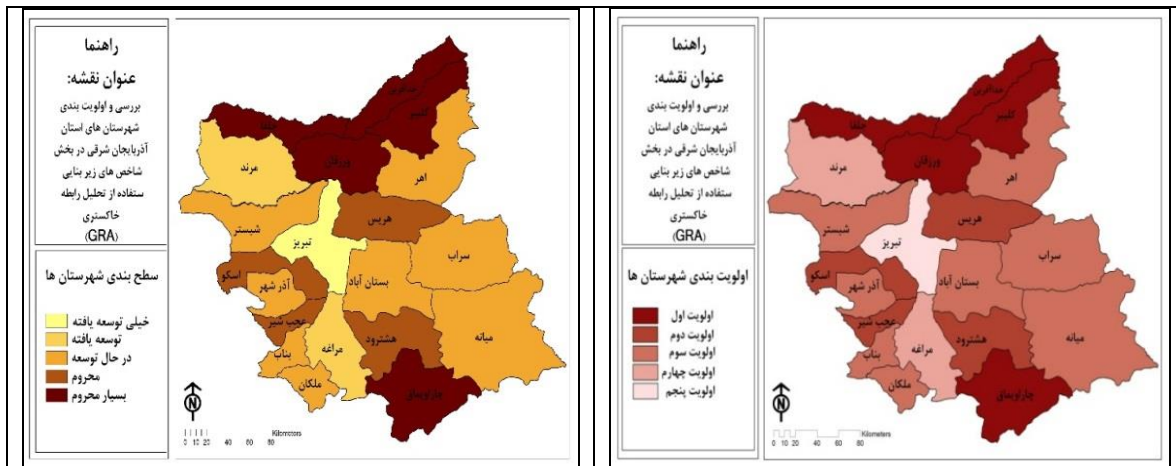 راهنما
عنوان نقشه:
بررسی و اولویت بندی
شهرستان های استان
آذربایجان شرقی در بخش
شاخص های زیر بنایی
ستفاده از تحلیل رابطه
خاکستری
(GRA)
سطح بندی شهرستان ها
خیلی توسعه یافته
توسعه یافته
در حال توسعه
محروم
بسیار محروم
خدافرین
کلیبر
جلفا
ورزقان
مرند
اهر
هریس
شبستر
تبریز
سراب
اسکو
آذر شهر
بستان آباد
عجب شیر
میانه
هشترود
مراغه
بناب
ملکان
چاراویماق
N
Kilometers
0 10 20 40 60 80
راهنما
عنوان نقشه:
بررسی و اولویت بندی
شهرستان های استان
آذربایجان شرقی در بخش
شاخص های زیر بنایی
ستفاده از تحلیل رابطه
خاکستری
(GRA)
اولویت بندی شهرستان ها
اولویت اول
اولویت دوم
اولویت سوم
اولویت چهارم
اولویت پنجم
خدافرین
کلیبر
جلفا
ورزقان
مرند
اهر
هریس
شبستر
تبریز
سراب
اسکو
آذر شهر
بستان آباد
عجب شیر
میانه
هشترود
مراغه
بناب
ملکان
چاراویماق
N
Kilometers
0 10 20 40 60 80